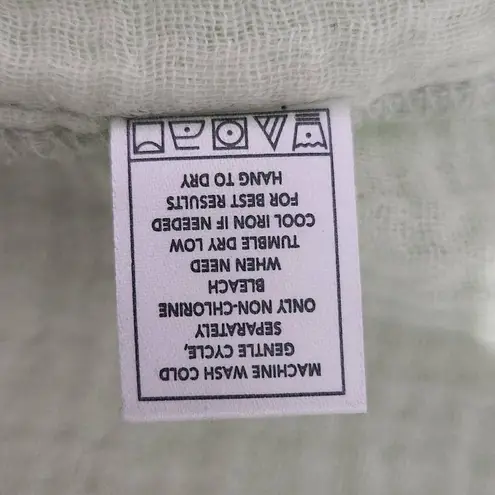 MACHINE WASH COLD
GENTLE CYCLE,
SEPARATELY
ONLY NON-CHLORINE
BLEACH
WHEN NEED
TUMBLE DRY LOW
COOL IRON IF NEEDED
FOR BEST RESULTS
HANG TO DRY